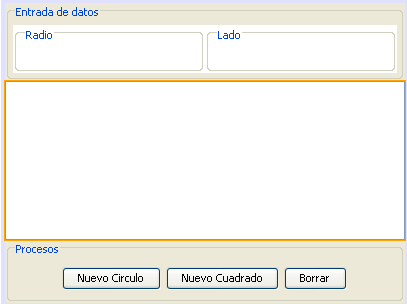 Entrada de datos
Radio Lado
Procesos
Nuevo Circulo Nuevo Cuadrado Borrar